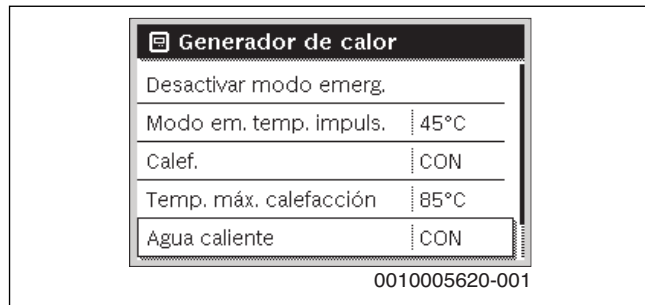 Generador de calor
Desactivar modo emerg.
Modo em. temp. impuls. 45°C
Calef. CON
Temp. máx. calefacción 85°C
Agua caliente CON
0010005620-001